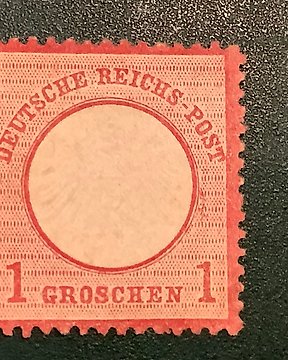 DEUTSCHE REICHS-POST
1 GROSCHEN 1